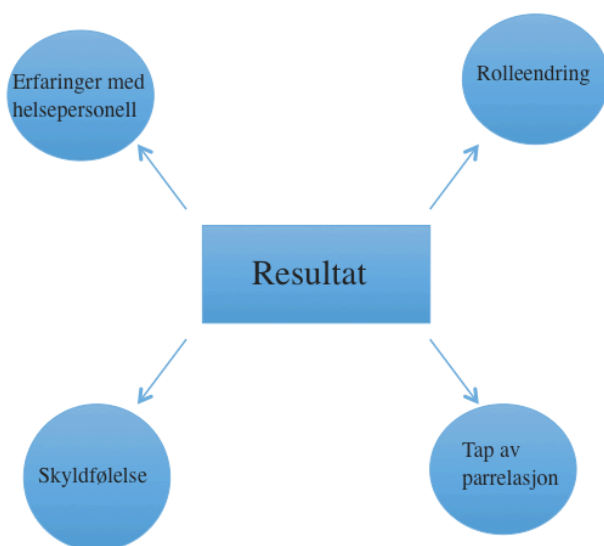 Erfaringer med
helsepersonell
Rolleendring
Resultat
Skyldfølelse
Tap av
parrelasjon